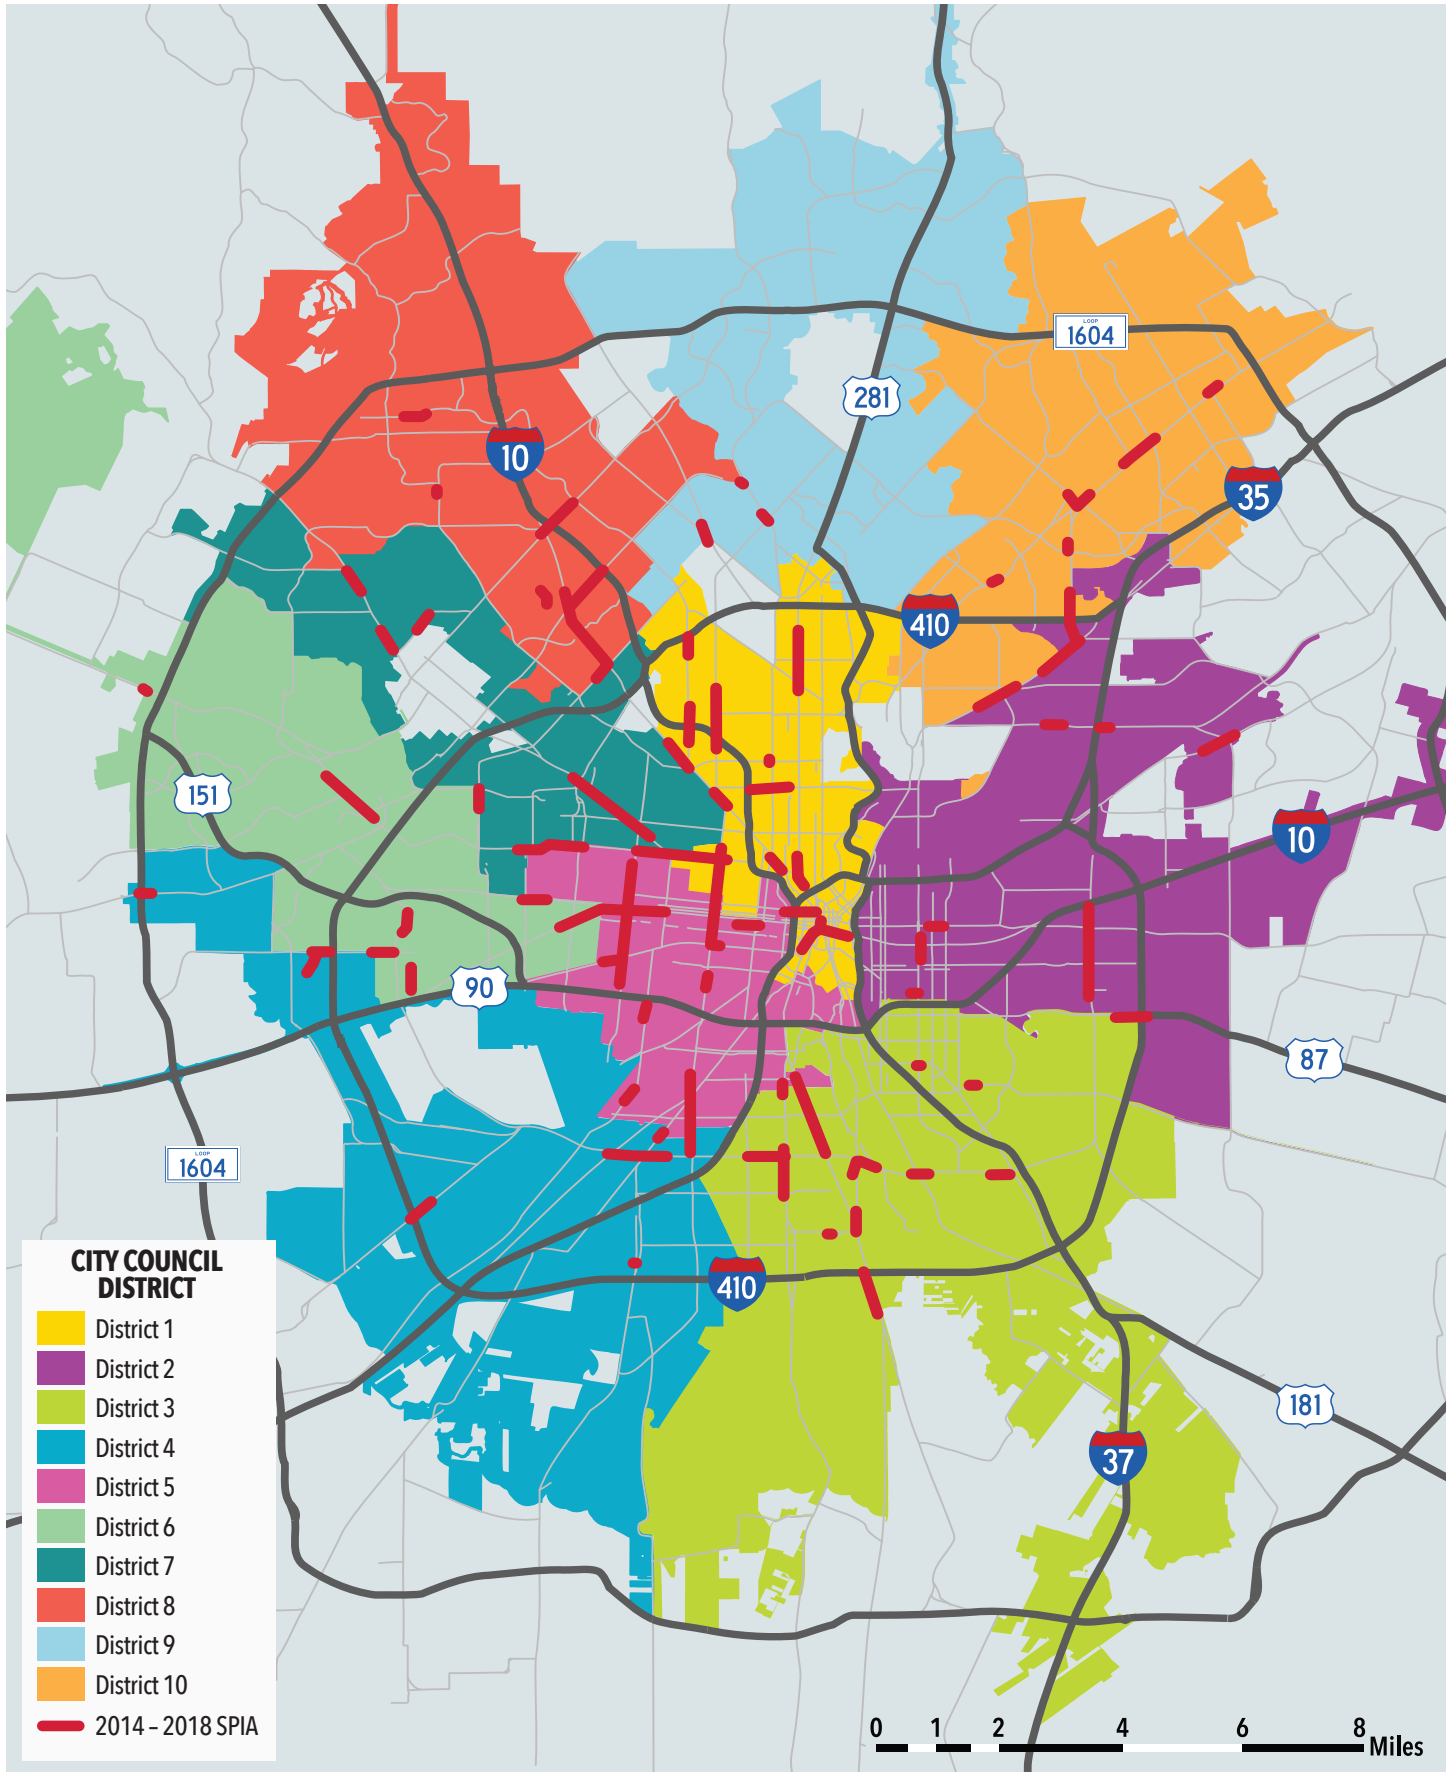 LOOP
1604
281
10
35
410
151
10
90
87
LOOP
1604
CITY COUNCIL
DISTRICT
District 1
District 2
District 3
District 4
District 5
District 6
District 7
District 8
District 9
District 10
2014 – 2018 SPIA
410
181
37
0 1 2 4 6 8
Miles